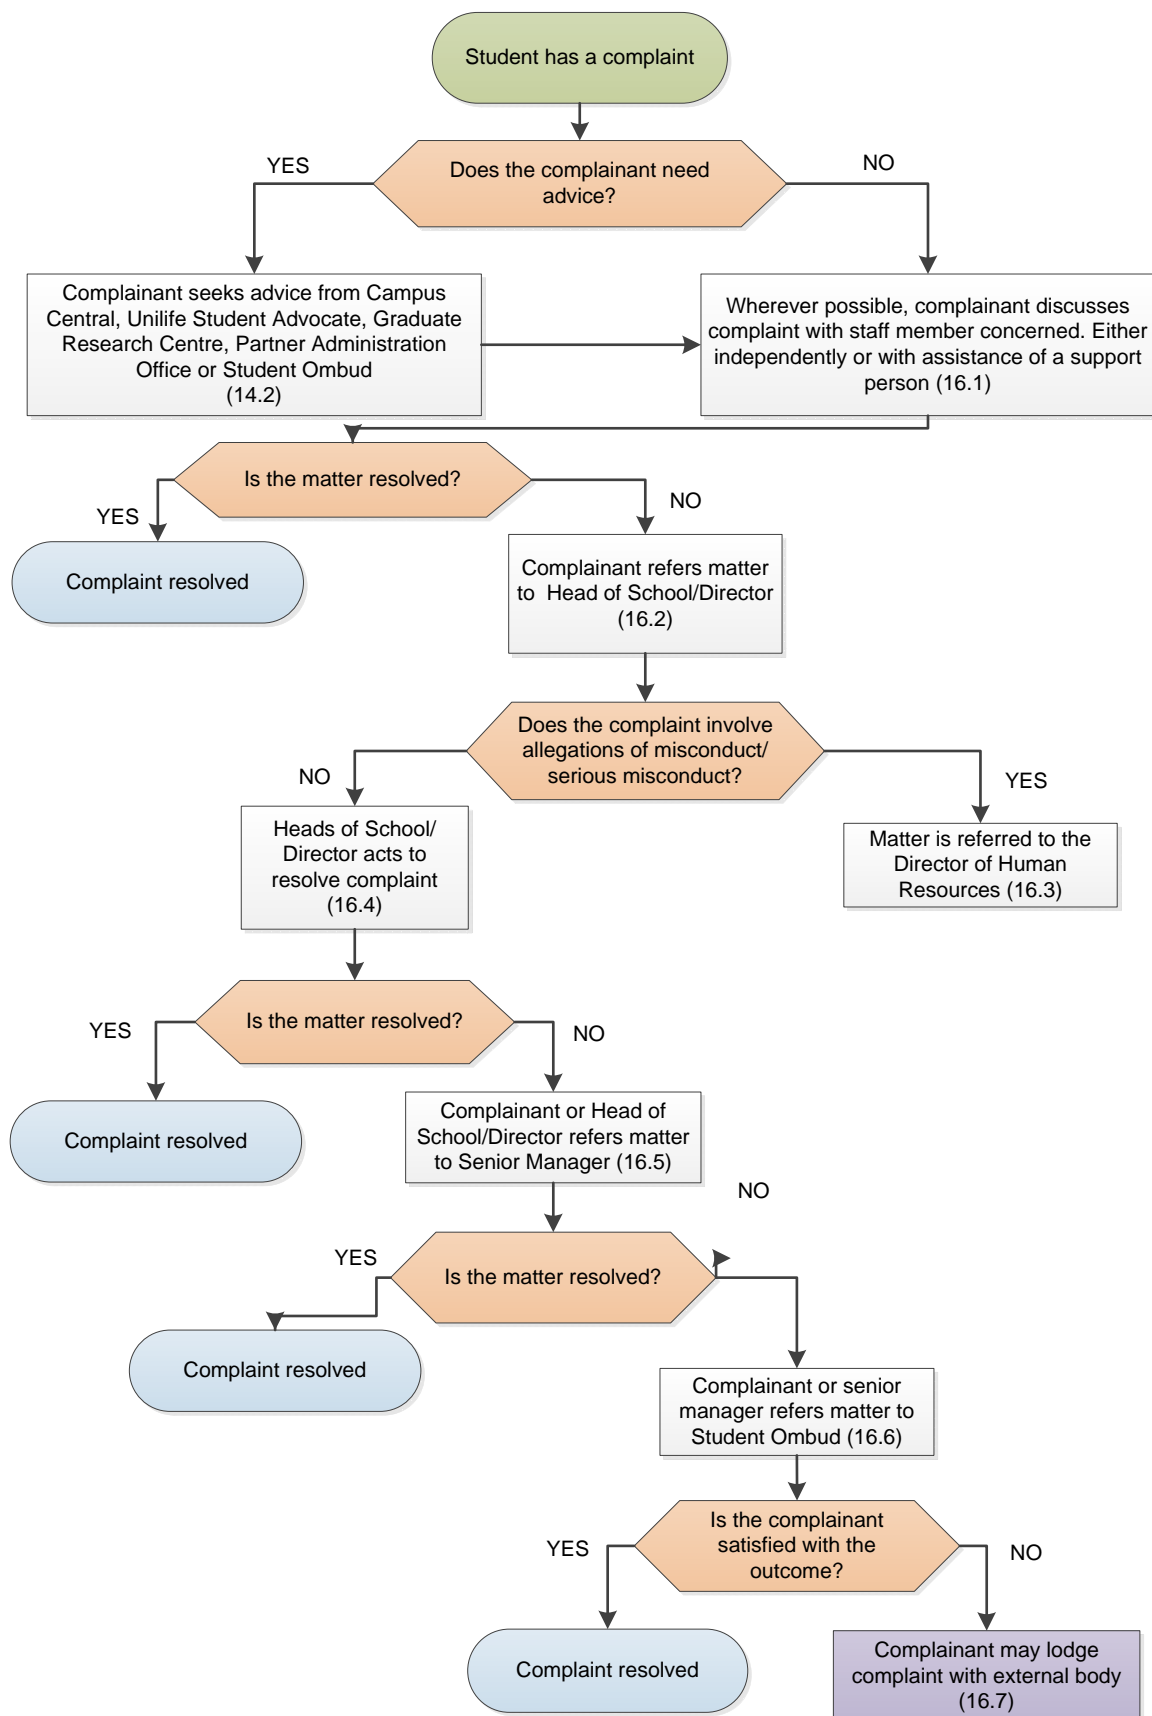 Student has a complaint
YES
Does the complainant need
advice?
NO
Complainant seeks advice from Campus
Central, Unilife Student Advocate, Graduate
Research Centre, Partner Administration
Office or Student Ombud
(14.2)
Wherever possible, complainant discusses
complaint with staff member concerned. Either
independently or with assistance of a support
person (16.1)
Is the matter resolved?
YES
NO
Complaint resolved
Complainant refers matter
to  Head of School/Director
(16.2)
Does the complaint involve
allegations of misconduct/
serious misconduct?
NO
YES
Heads of School/
Director acts to
resolve complaint
(16.4)
Matter is referred to the
Director of Human
Resources (16.3)
Is the matter resolved?
YES
NO
Complaint resolved
Complainant or Head of
School/Director refers matter
to Senior Manager (16.5)
NO
YES
Is the matter resolved?
Complaint resolved
Complainant or senior
manager refers matter to
Student Ombud (16.6)
Is the complainant
satisfied with the
outcome?
YES
NO
Complaint resolved
Complainant may lodge
complaint with external body
(16.7)